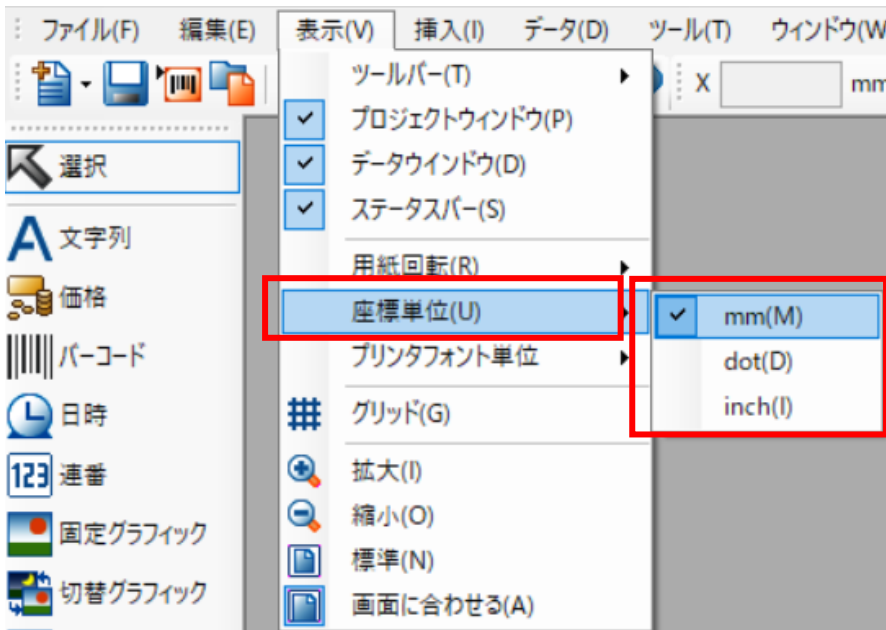 ファイル(F) 編集(E) 表示(V) 挿入(I) データ(D) ツール(T) ウィンドウ(W
X mm
選択
文字列
価格
バーコード
日時
123 連番
固定グラフィック
切替グラフィック
ツールバー(T)
プロジェクトウィンドウ(P)
データウインドウ(D)
ステータスバー(S)
用紙回転(R)
座標単位(U)
プリンタフォント単位
グリッド(G)
拡大(I)
縮小(O)
標準(N)
画面に合わせる(A)
mm(M)
dot(D)
inch(I)